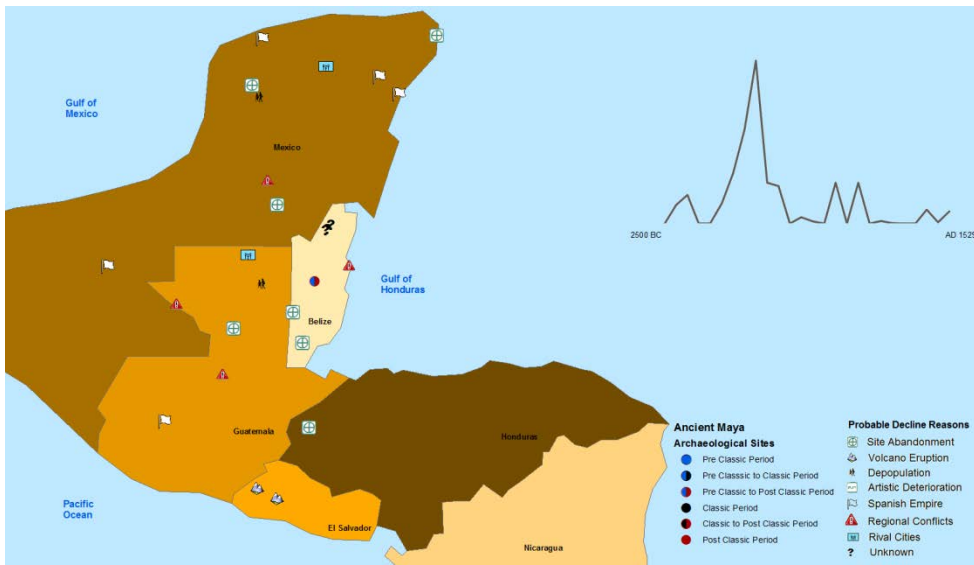 Gulf of
Mexico
Mexico
2500 BC
AD 1529
Gulf of
Honduras
Belize
Guatemala
Honduras
Pacific
Ocean
El Salvador
Nicaragua
Ancient Maya
Archaeological Sites
Pre Classic Period
Pre Classsic to Classic Period
Pre Classic to Post Classic Period
Classic Period
Classic to Post Classic Period
Post Classic Period
Probable Decline Reasons
Site Abandonment
Volcano Eruption
Depopulation
Artistic Deterioration
Spanish Empire
Regional Conflicts
Rival Cities
Unknown